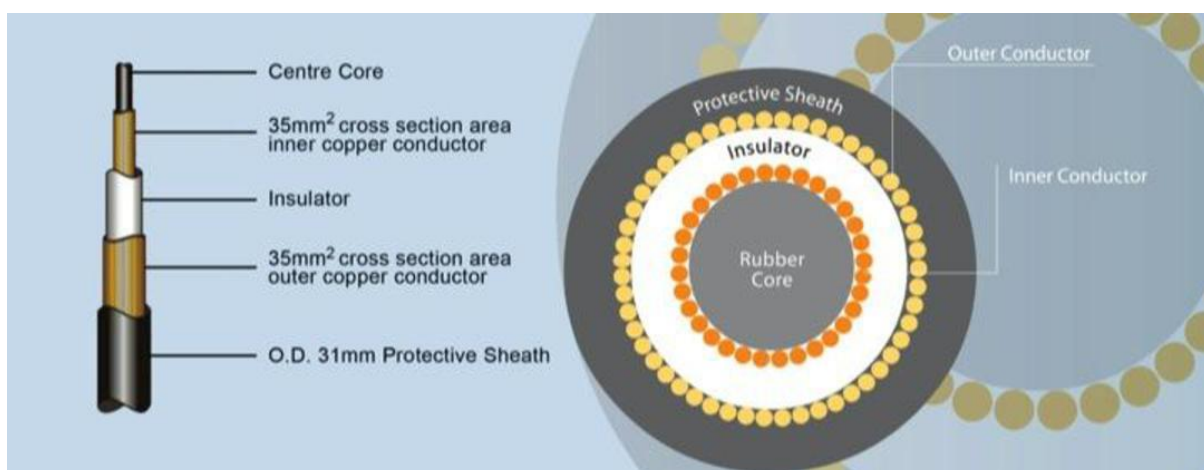 Centre Core
35mm² cross section area
inner copper conductor
Insulator
35mm² cross section area
outer copper conductor
O.D. 31mm Protective Sheath
Outer Conductor
Protective Sheath
Insulator
Inner Conductor
Rubber
Core